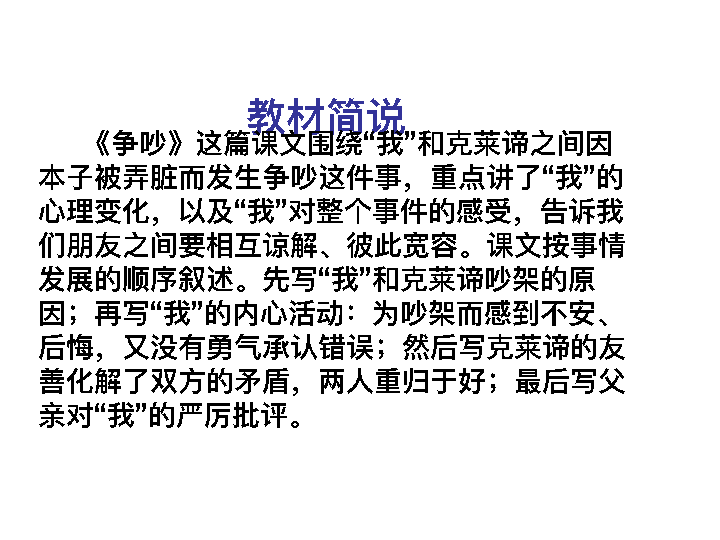 教材简说
《争吵》这篇课文围绕“我”和克莱谛之间因
本子被弄脏而发生争吵这件事，重点讲了“我”的
心理变化，以及“我”对整个事件的感受，告诉我
们朋友之间要相互谅解、彼此宽容。课文按事情
发展的顺序叙述。先写“我”和克莱谛吵架的原
因；再写“我”的内心活动：为吵架而感到不安、
后悔，又没有勇气承认错误；然后写克莱谛的友
善化解了双方的矛盾，两人重归于好；最后写父
亲对“我”的严厉批评。